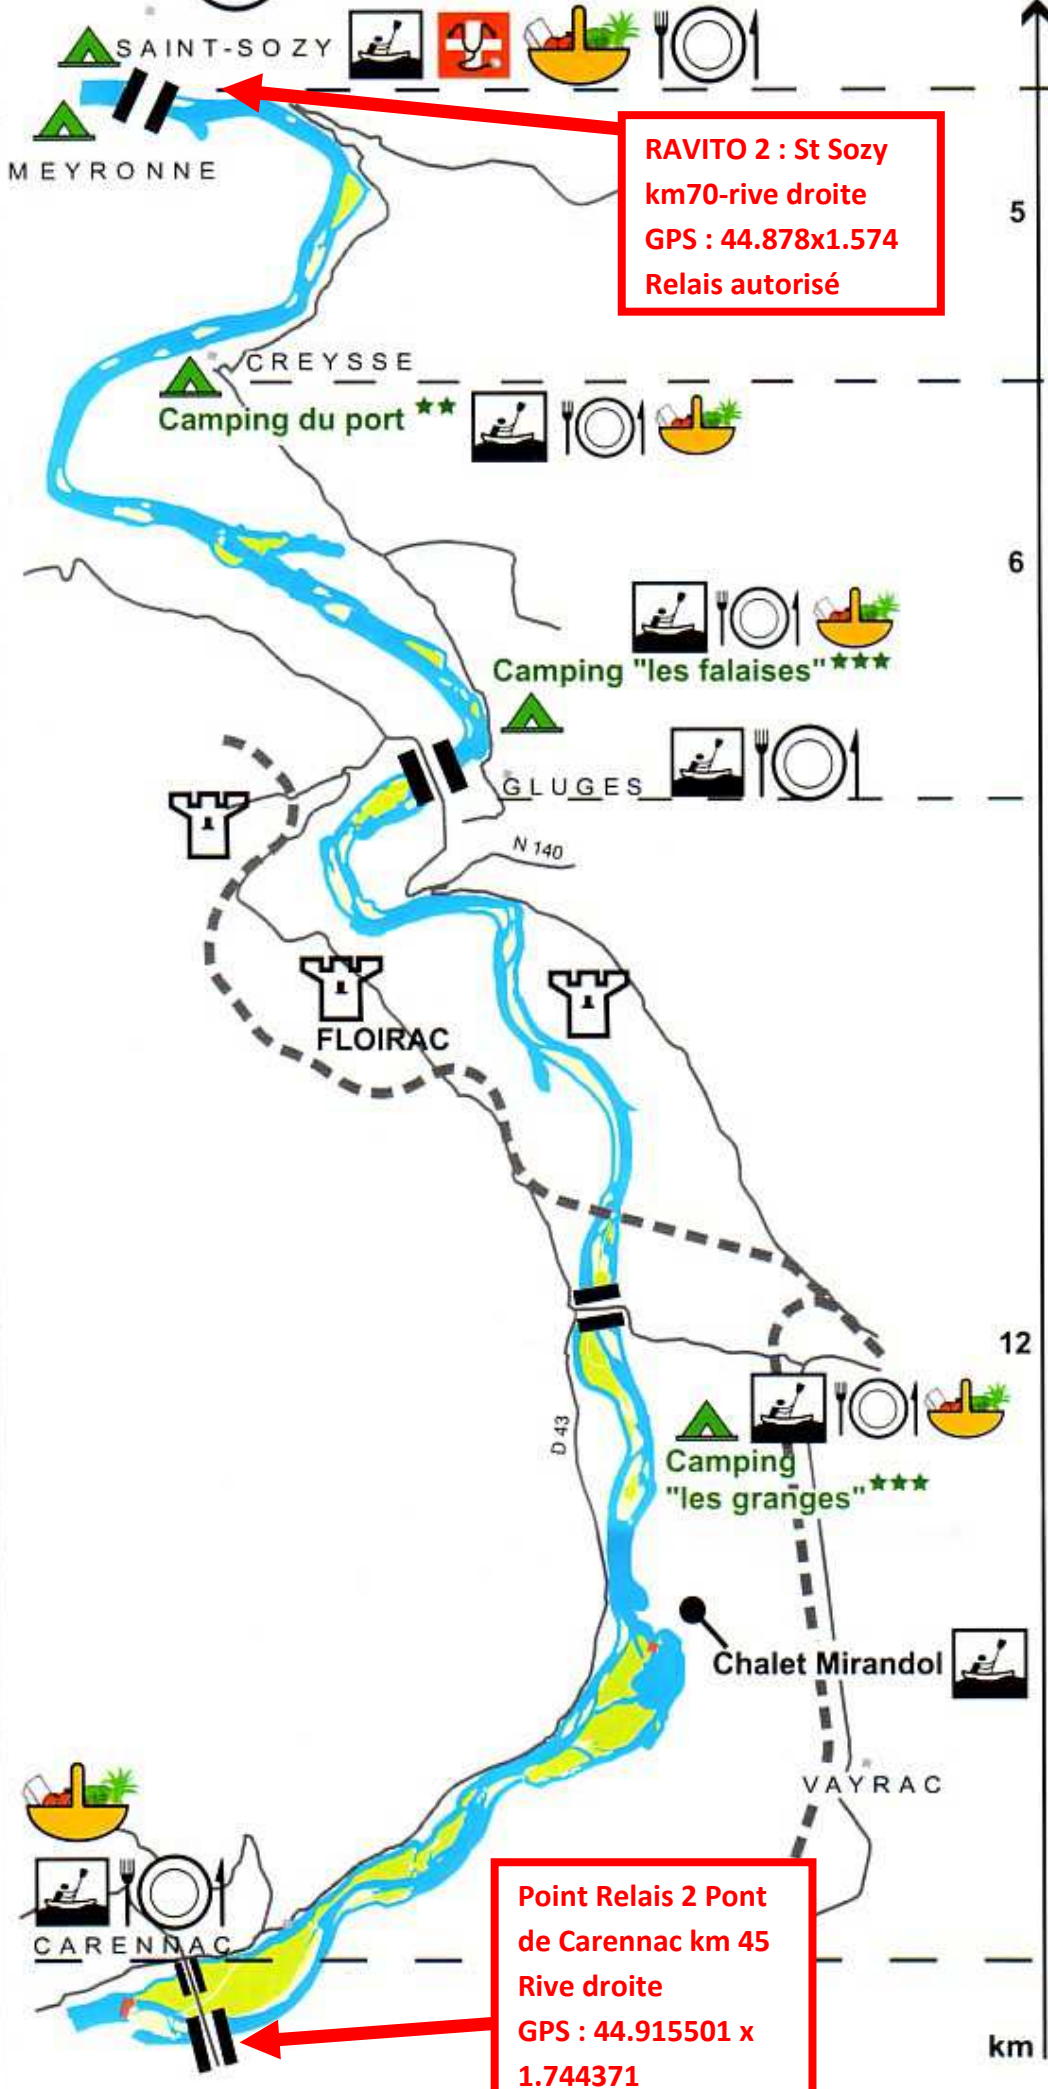 SAINT-SOZY
MEYRONNE
RAVITO 2 : St Sozy
km70-rive droite
GPS : 44.878x1.574
Relais autorisé
5
CREYSSE
Camping du port
6
Camping "les falaises"
GLUGES
N 140
FLOIRAC
12
D 43
Camping
"les granges"
Chalet Mirandol
VAYRAC
CARENNAC
Point Relais 2 Pont
de Carennac km 45
Rive droite
GPS : 44.915501 x
1.744371
km